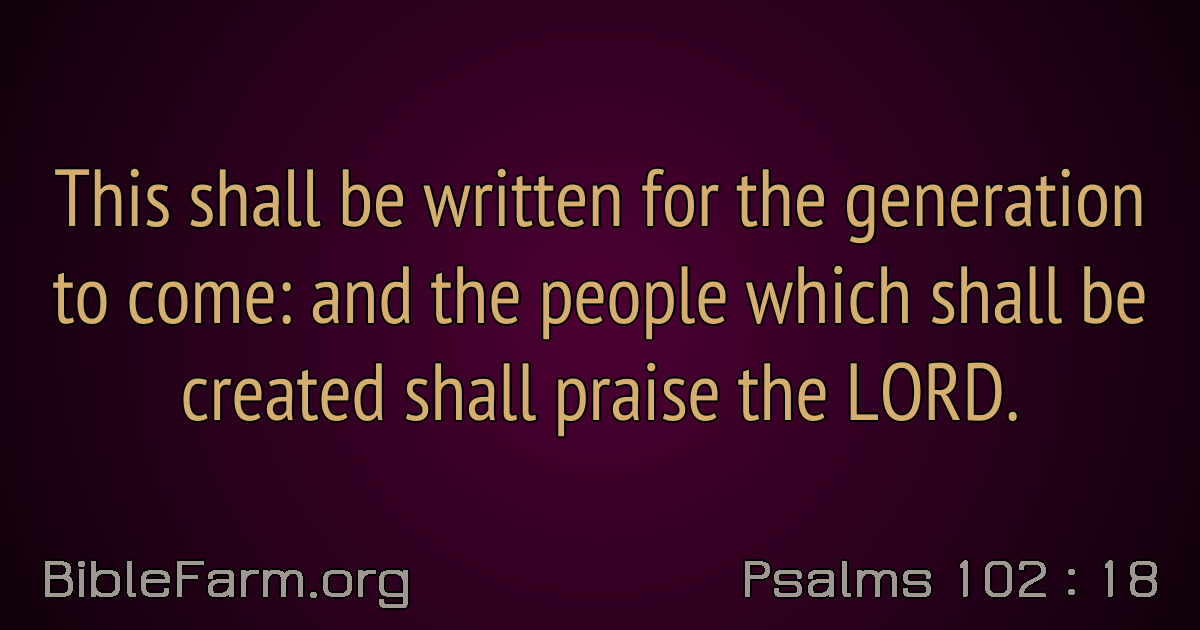 This shall be written for the generation
to come: and the people which shall be
created shall praise the LORD.
BibleFarm.org
Psalms 102 : 18